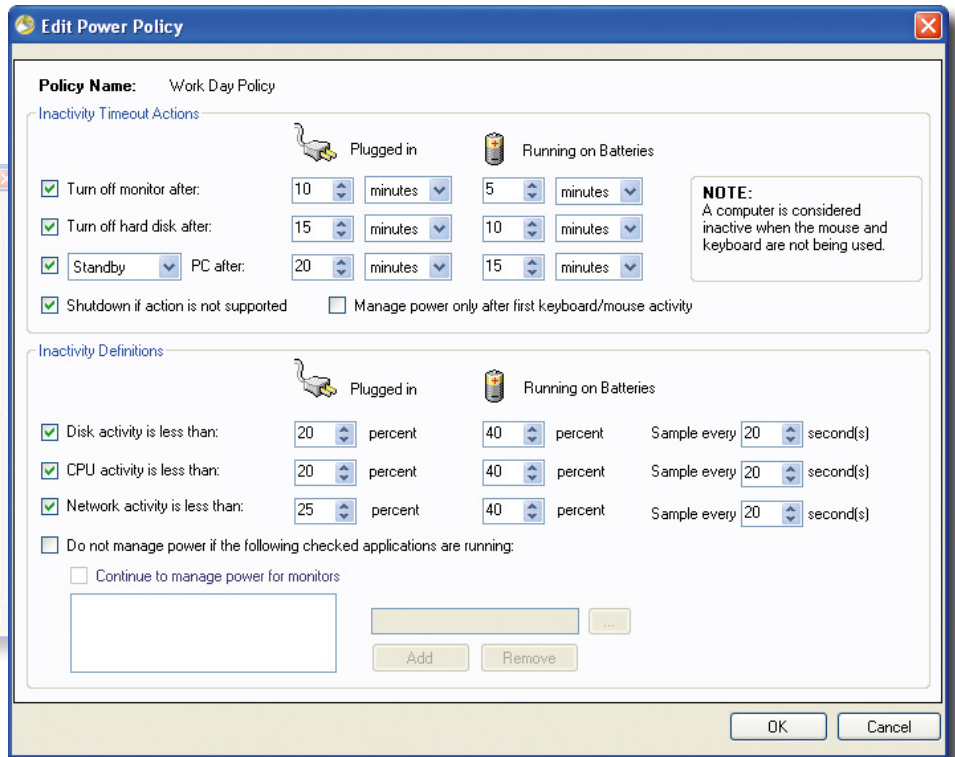 Edit Power Policy
Policy Name: Work Day Policy
Inactivity Timeout Actions
Plugged in Running on Batteries
Turn off monitor after: 10 minutes 5 minutes
Turn off hard disk after: 15 minutes 10 minutes
Standby PC after: 20 minutes 15 minutes
NOTE:
A computer is considered
inactive when the mouse and
keyboard are not being used.
Shutdown if action is not supported Manage power only after first keyboard/mouse activity
Inactivity Definitions
Plugged in Running on Batteries
Disk activity is less than: 20 percent 40 percent Sample every 20 second(s)
CPU activity is less than: 20 percent 40 percent Sample every 20 second(s)
Network activity is less than: 25 percent 40 percent Sample every 20 second(s)
Do not manage power if the following checked applications are running:
Continue to manage power for monitors
...
Add Remove
OK Cancel